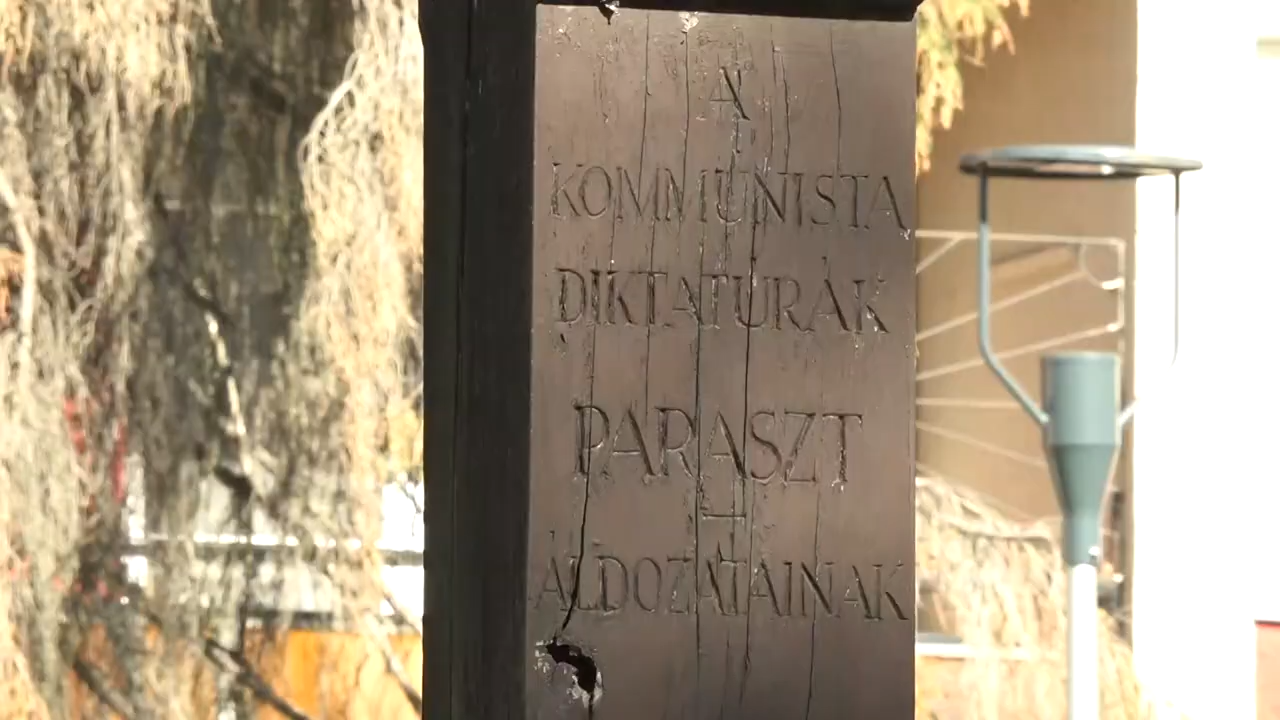 A
KOMMUNISTA
DIKTATÚRÁK
PARASZT
ÁLDOZATAINAK